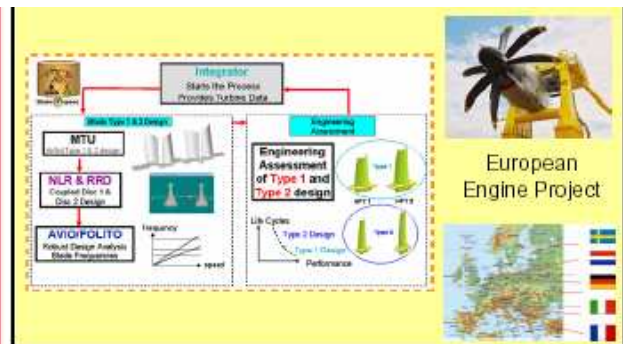 Integrator
Starts the Process
Provides Turbine Data
Blade Type 1 & 2 Design
Engineering
Assessment
MTU
NLR & RRD
Coupled Disc 1 &
Disc 2 Design
AVIO/POLITO
Robust Design Analysis
Blade Frequencies
Frequency
speed
Engineering
Assessment
of Type 1 and
Type 2 design
Type 1
Type II
Life Cycles
Type 2 Design
Type 1 Design
Performance
European
Engine Project